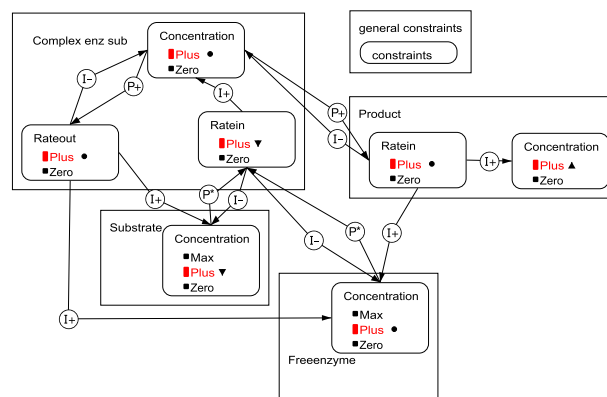 general constraints
constraints
Complex enz sub
Concentration
Plus
Zero
I-
P+
I+
P+
I-
Product
Rateout
Plus
Zero
Ratein
Plus
Zero
Ratein
Plus
Zero
I+
Concentration
Plus
Zero
I+
P*
I-
Substrate
Concentration
Max
Plus
Zero
I-
P*
I+
I+
Concentration
Max
Plus
Zero
Freeenzyme